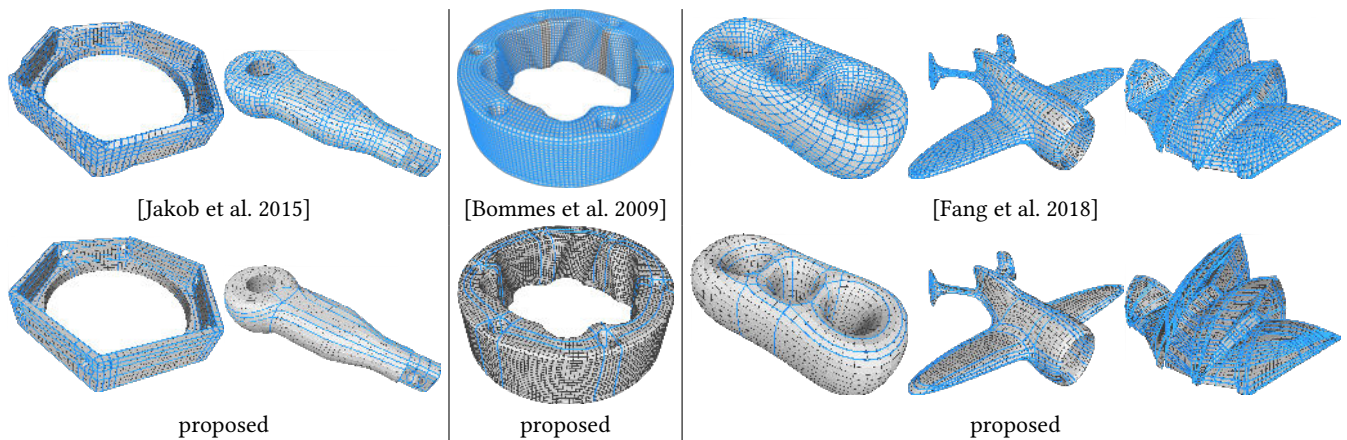 [Jakob et al. 2015]
[Bommes et al. 2009]
[Fang et al. 2018]
proposed
proposed
proposed